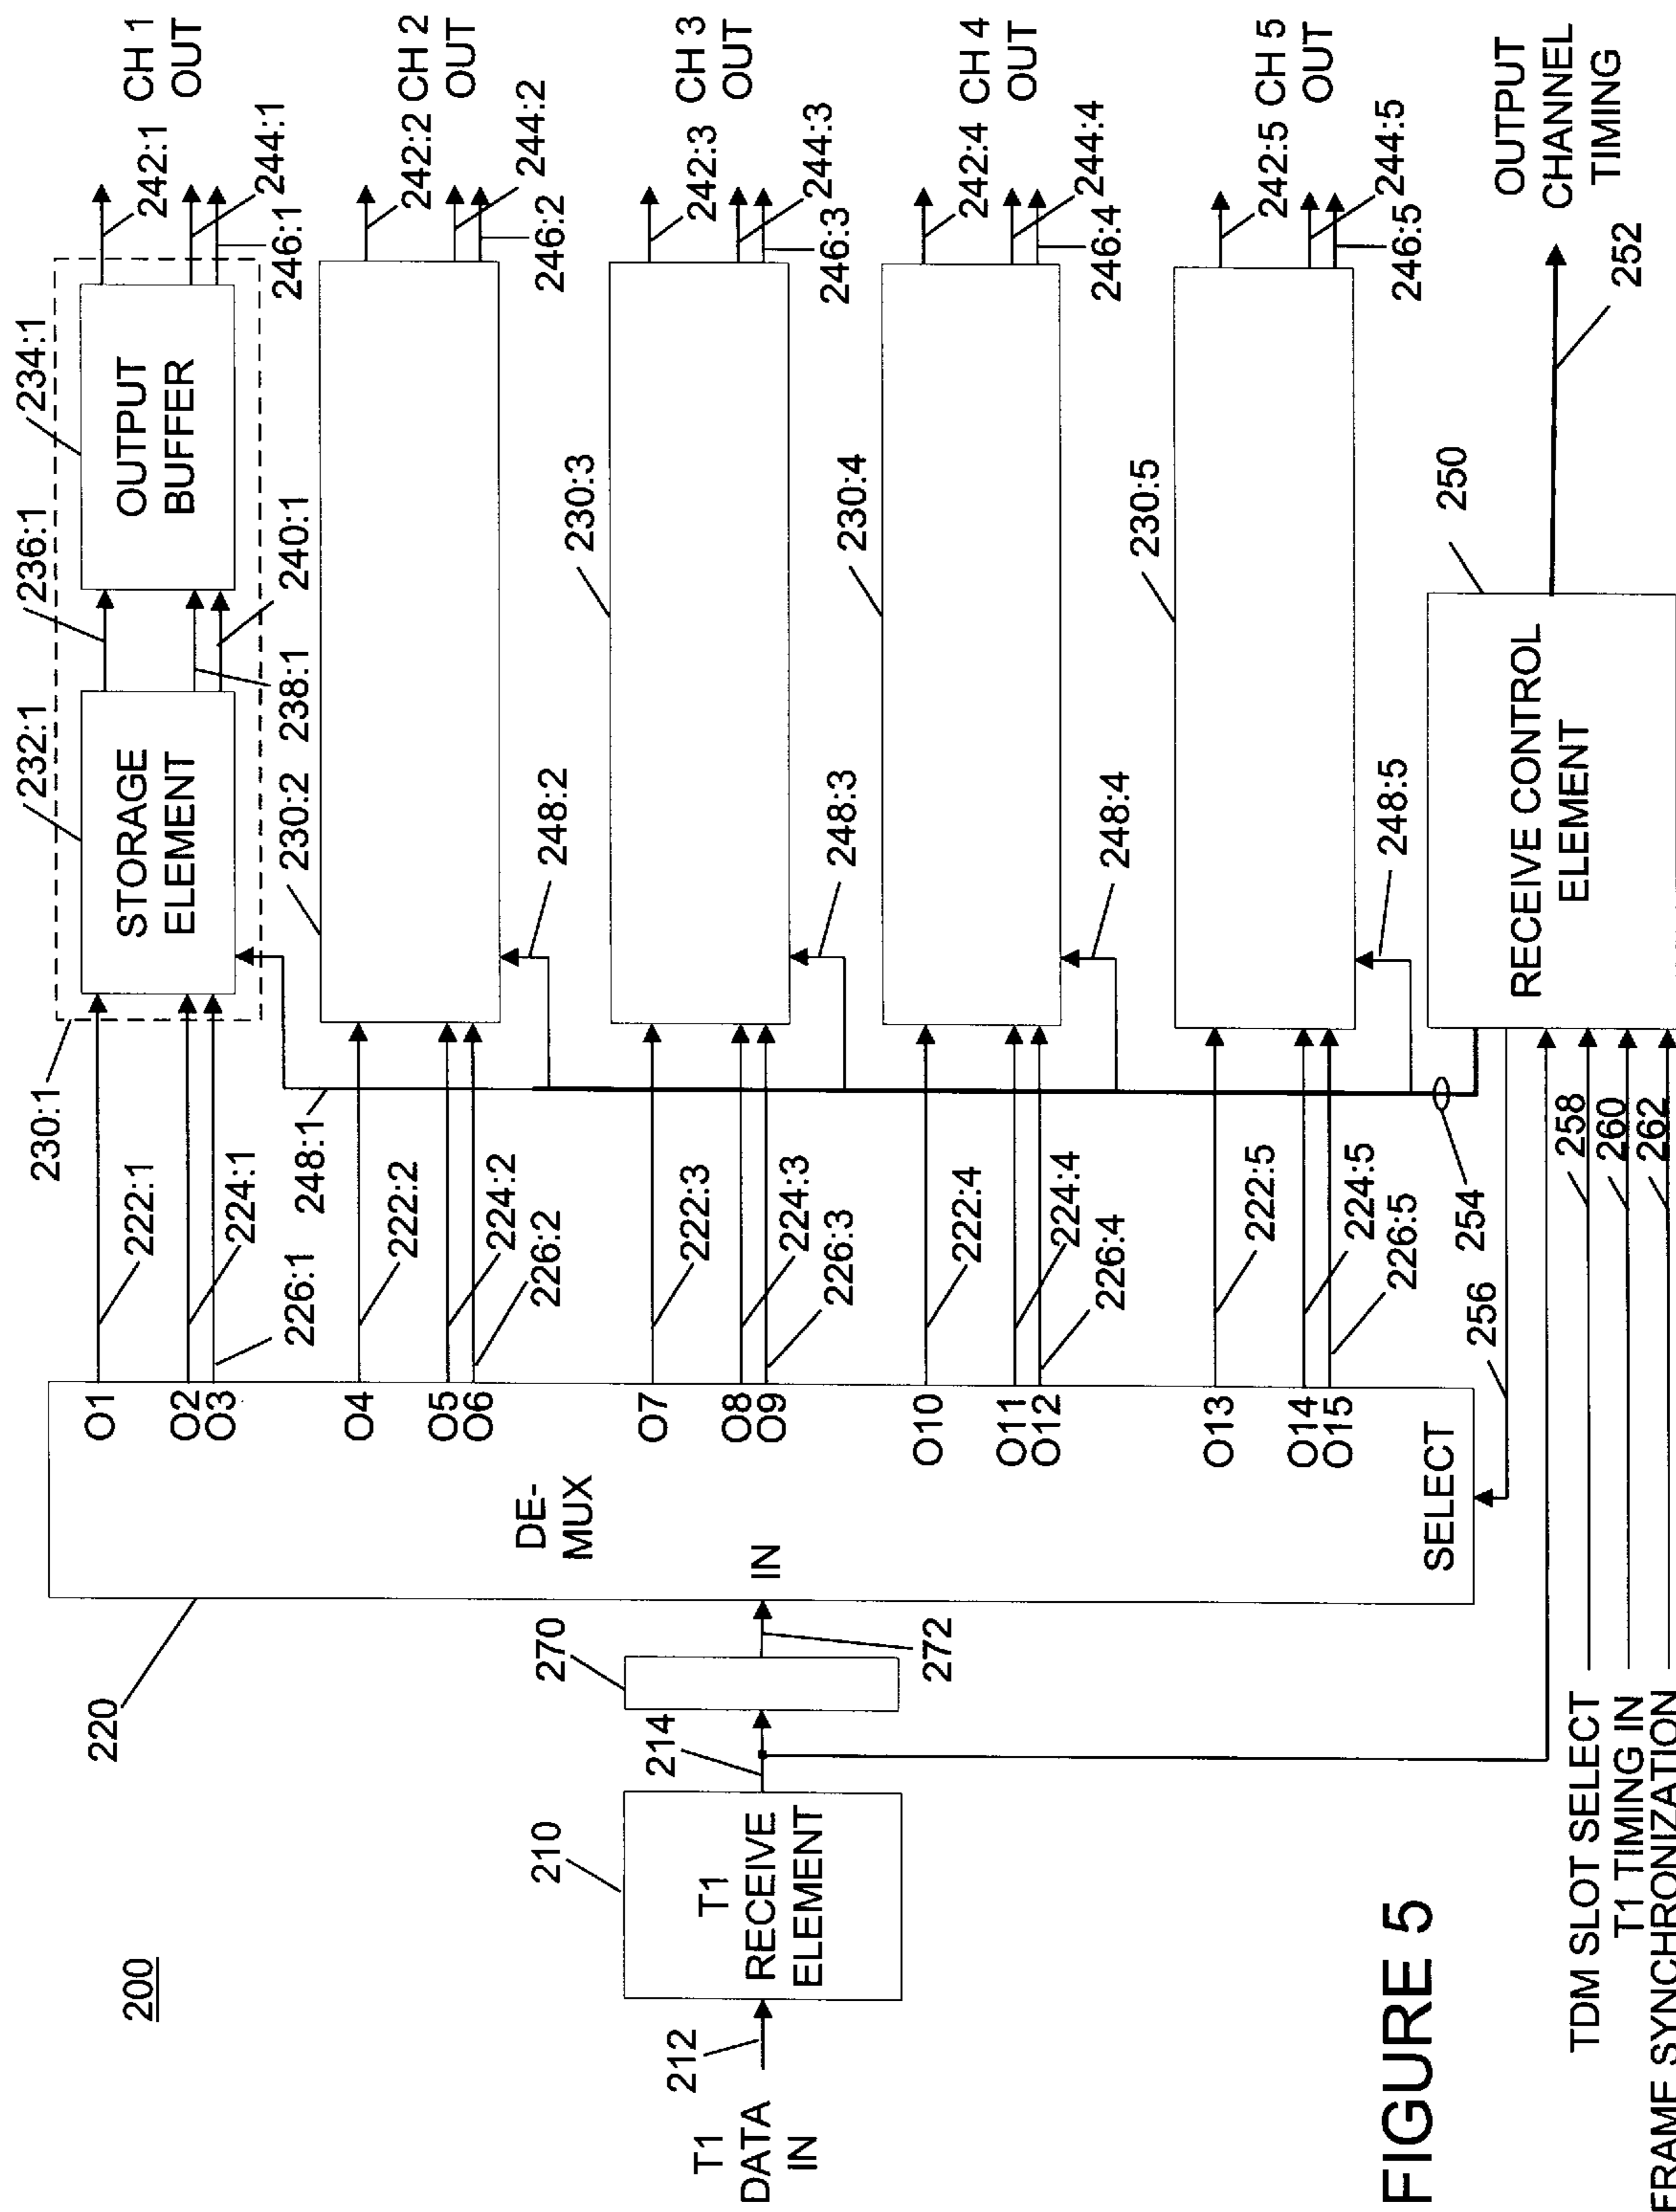 200
T1
DATA
IN
212
T1
RECEIVE
ELEMENT
210
214
270
272
220
DE-
MUX
IN
SELECT
O1
O2
O3
O4
O5
O6
O7
O8
O9
O10
O11
O12
O13
O14
O15
222:1
224:1
226:1
222:2
224:2
226:2
222:3
224:3
226:3
222:4
224:4
226:4
222:5
224:5
226:5
230:1
248:1
232:1
STORAGE
ELEMENT
236:1
238:1
240:1
234:1
OUTPUT
BUFFER
242:1
244:1
246:1
CH 1
OUT
230:2
248:2
242:2
244:2
246:2
CH 2
OUT
230:3
248:3
242:3
244:3
246:3
CH 3
OUT
230:4
248:4
242:4
244:4
246:4
CH 4
OUT
230:5
248:5
242:5
244:5
246:5
CH 5
OUT
254
256
258
260
262
250
RECEIVE CONTROL
ELEMENT
252
OUTPUT
CHANNEL
TIMING
TDM SLOT SELECT
T1 TIMING IN
FRAME SYNCHRONIZATION
FIGURE 5